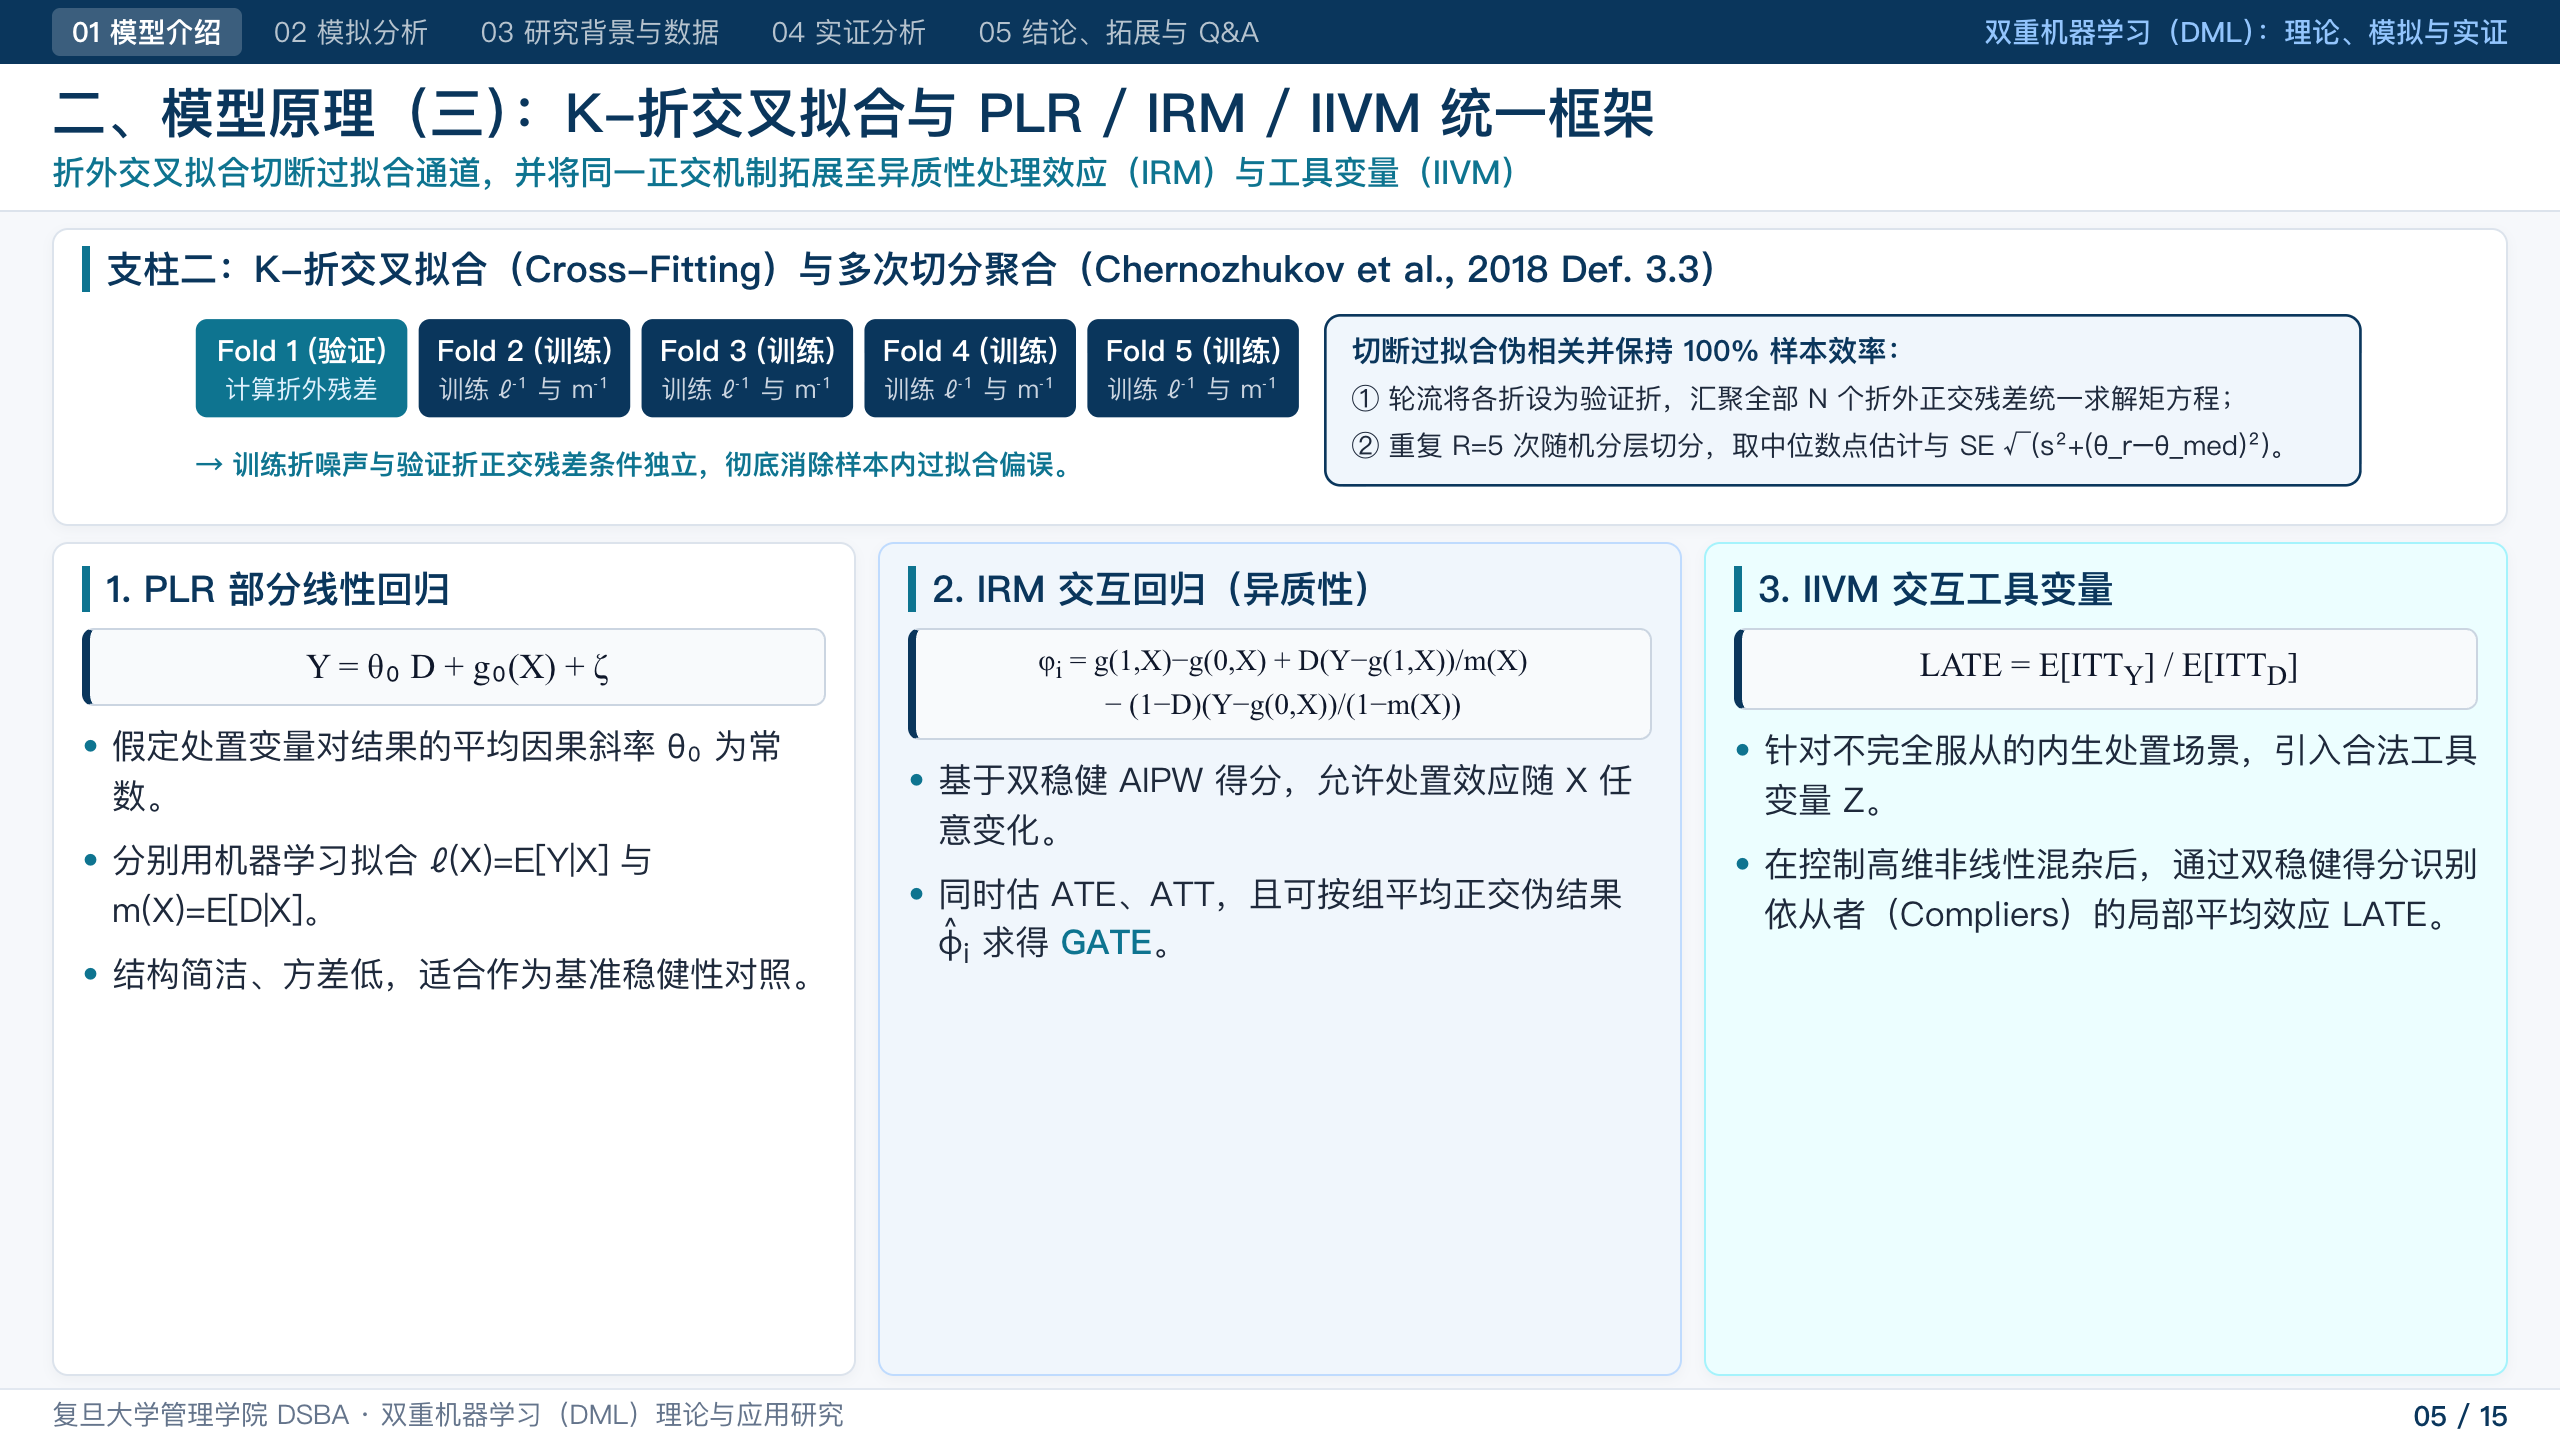 01 模型介绍 02 模拟分析 03 研究背景与数据 04 实证分析 05 结论、拓展与 Q&A 双重机器学习（DML）：理论、模拟与实证
二、模型原理（三）：K-折交叉拟合与 PLR / IRM / IIVM 统一框架
折外交叉拟合切断过拟合通道，并将同一正交机制拓展至异质性处理效应（IRM）与工具变量（IIVM）
支柱二：K-折交叉拟合（Cross-Fitting）与多次切分聚合（Chernozhukov et al., 2018 Def. 3.3）
Fold 1 (验证)
计算折外残差
Fold 2 (训练)
训练 ℓ⁻¹ 与 m⁻¹
Fold 3 (训练)
训练 ℓ⁻¹ 与 m⁻¹
Fold 4 (训练)
训练 ℓ⁻¹ 与 m⁻¹
Fold 5 (训练)
训练 ℓ⁻¹ 与 m⁻¹
→ 训练折噪声与验证折正交残差条件独立，彻底消除样本内过拟合偏误。
切断过拟合伪相关并保持 100% 样本效率：
① 轮流将各折设为验证折，汇聚全部 N 个折外正交残差统一求解矩方程；
② 重复 R=5 次随机分层切分，取中位数点估计与 SE √(s²+(θ_r−θ_med)²)。
1. PLR 部分线性回归
Y = θ₀ D + g₀(X) + ζ
• 假定处置变量对结果的平均因果斜率 θ₀ 为常
数。
• 分别用机器学习拟合 ℓ(X)=E[Y|X] 与
m(X)=E[D|X]。
• 结构简洁、方差低，适合作为基准稳健性对照。
2. IRM 交互回归（异质性）
φᵢ = g(1,X)−g(0,X) + D(Y−g(1,X))/m(X)
− (1−D)(Y−g(0,X))/(1−m(X))
• 基于双稳健 AIPW 得分，允许处置效应随 X 任
意变化。
• 同时估 ATE、ATT，且可按组平均正交伪结果
ϕ̂ᵢ 求得 GATE。
3. IIVM 交互工具变量
LATE = E[ITT_Y] / E[ITT_D]
• 针对不完全服从的内生处置场景，引入合法工具
变量 Z。
• 在控制高维非线性混杂后，通过双稳健得分识别
依从者（Compliers）的局部平均效应 LATE。
复旦大学管理学院 DSBA · 双重机器学习（DML）理论与应用研究
05 / 15